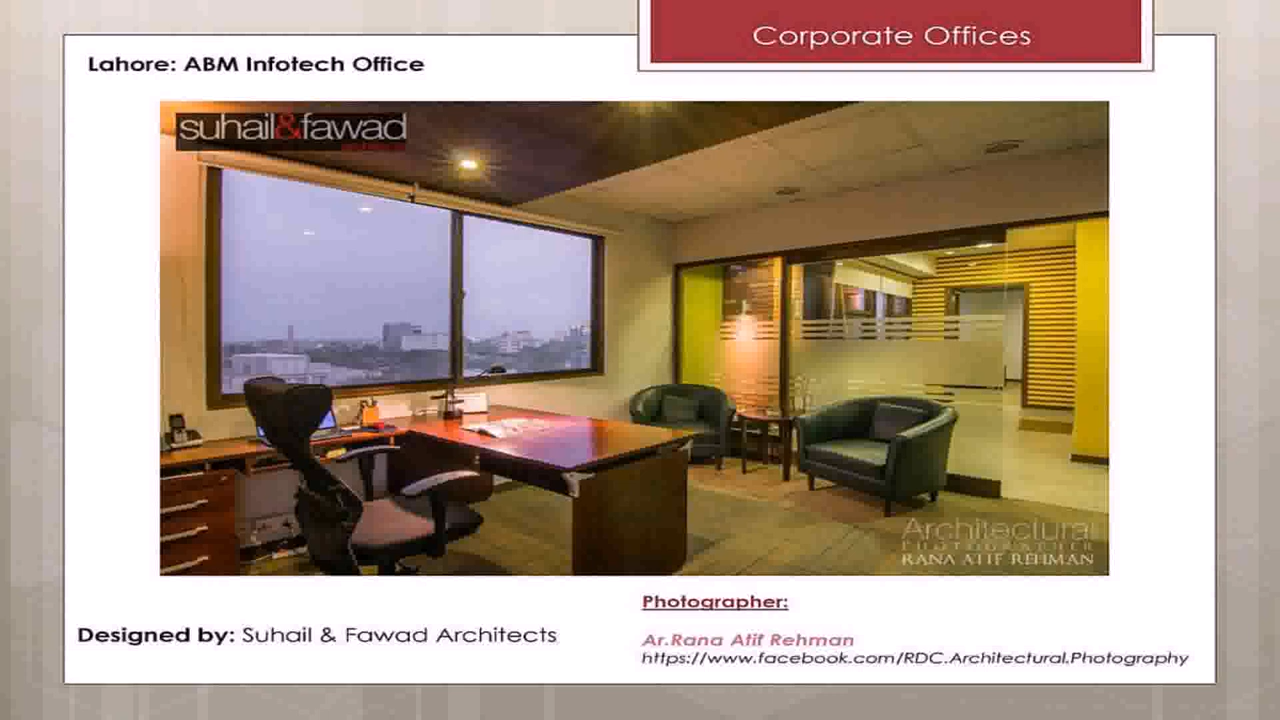 Corporate Offices
Lahore: ABM Infotech Office
suhail&fawad
Architectural
PHOTOGRAPHER
RANA ATIF REHMAN
Photographer:
Designed by: Suhail & Fawad Architects
Ar.Rana Atif Rehman
https://www.facebook.com/RDC.Architectural.Photography